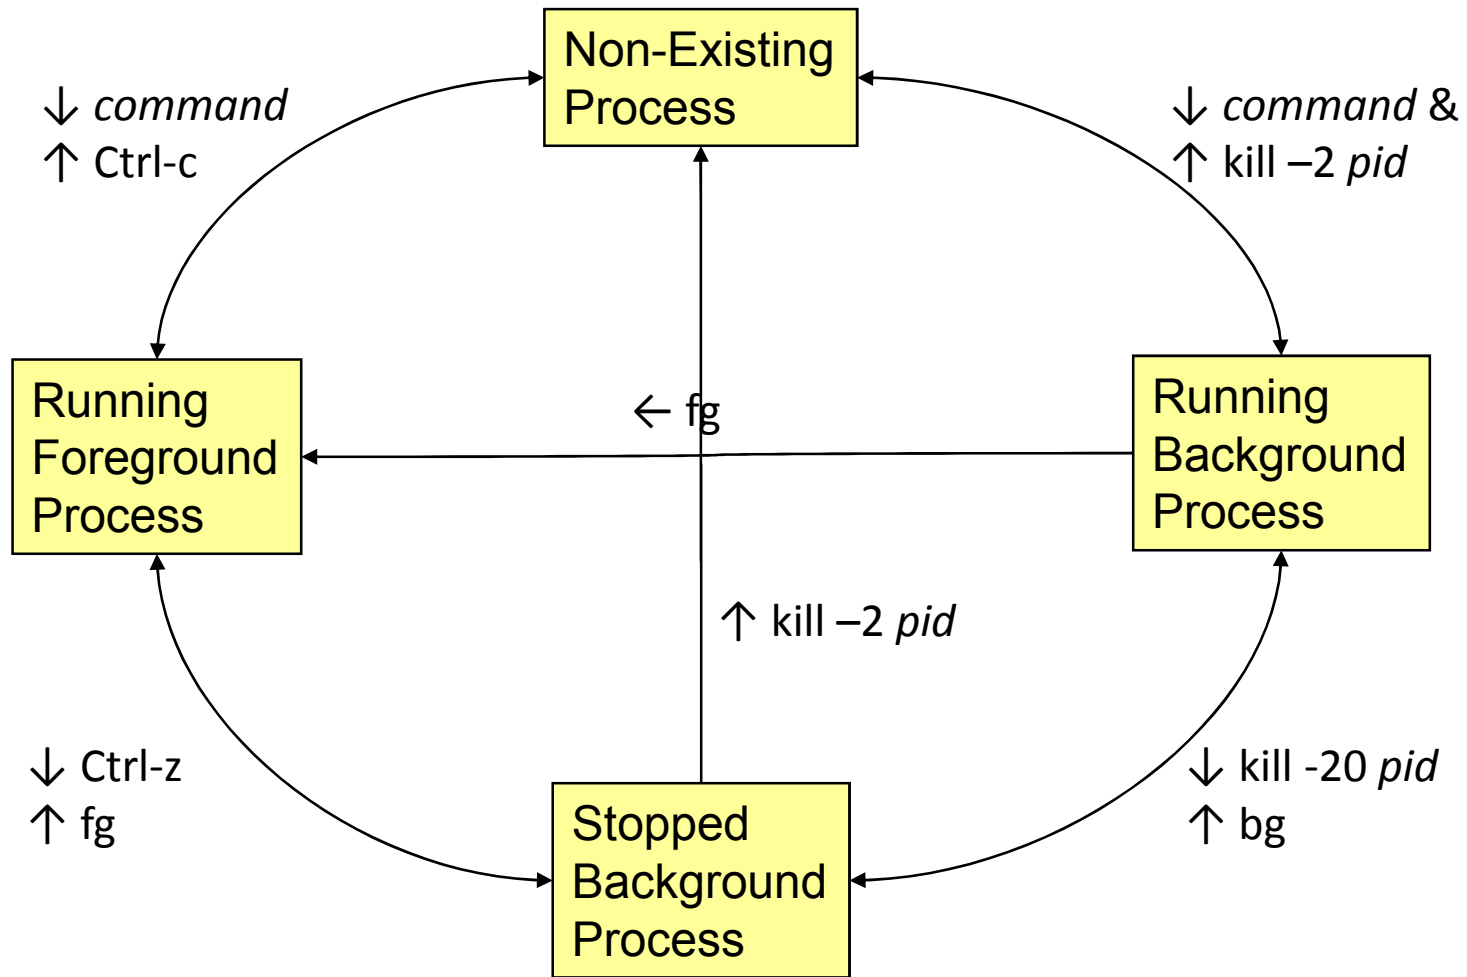 Non-Existing
Process
↓ command
↑ Ctrl-c
↓ command &
↑ kill –2 pid
Running
Foreground
Process
← fg
Running
Background
Process
↑ kill –2 pid
↓ Ctrl-z
↑ fg
↓ kill -20 pid
↑ bg
Stopped
Background
Process